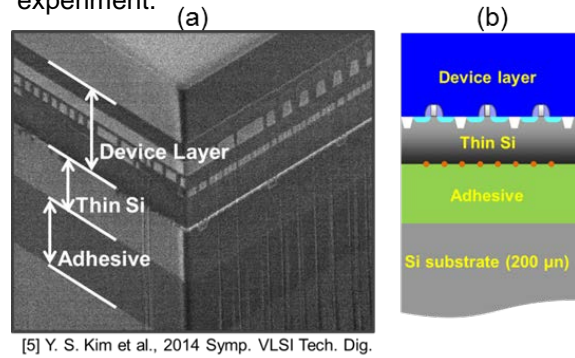 experiment.
(a)
(b)
Device Layer
Thin Si
Adhesive
Device layer
Thin Si
Adhesive
Si substrate (200 μn)
[5] Y. S. Kim et al., 2014 Symp. VLSI Tech. Dig.